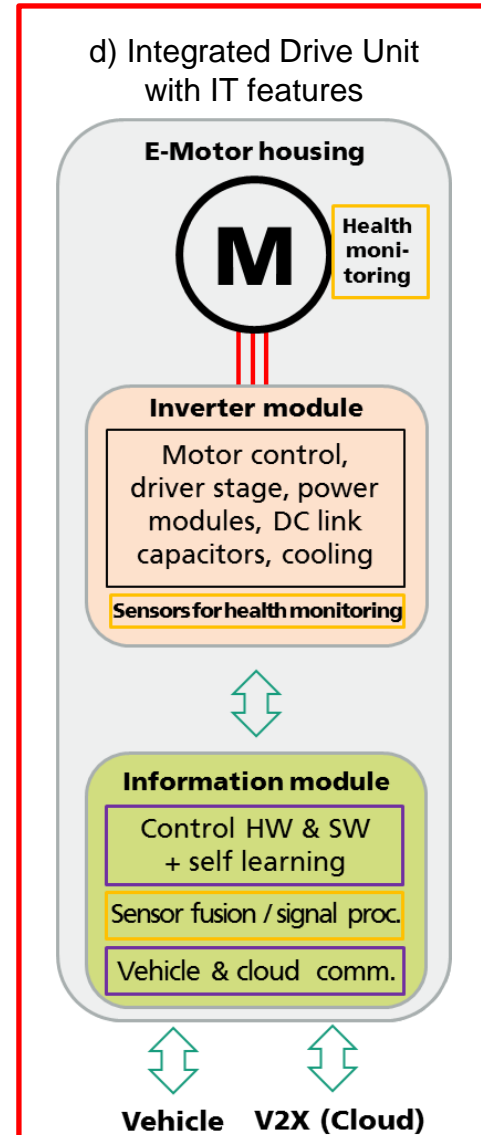 d) Integrated Drive Unit
with IT features
E-Motor housing
M
Health
moni-
toring
Inverter module
Motor control,
driver stage, power
modules, DC link
capacitors, cooling
Sensors for health monitoring
Information module
Control HW & SW
+ self learning
Sensor fusion / signal proc.
Vehicle & cloud comm.
Vehicle V2X (Cloud)